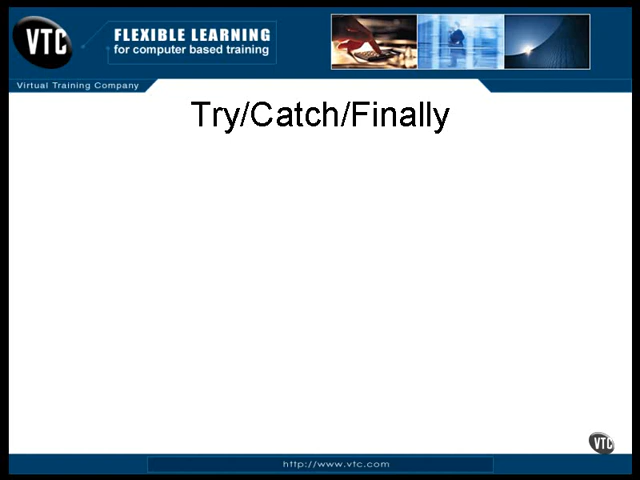 VTC
FLEXIBLE LEARNING
for computer based training
Virtual Training Company
Try/Catch/Finally
VTC
http://www.vtc.com